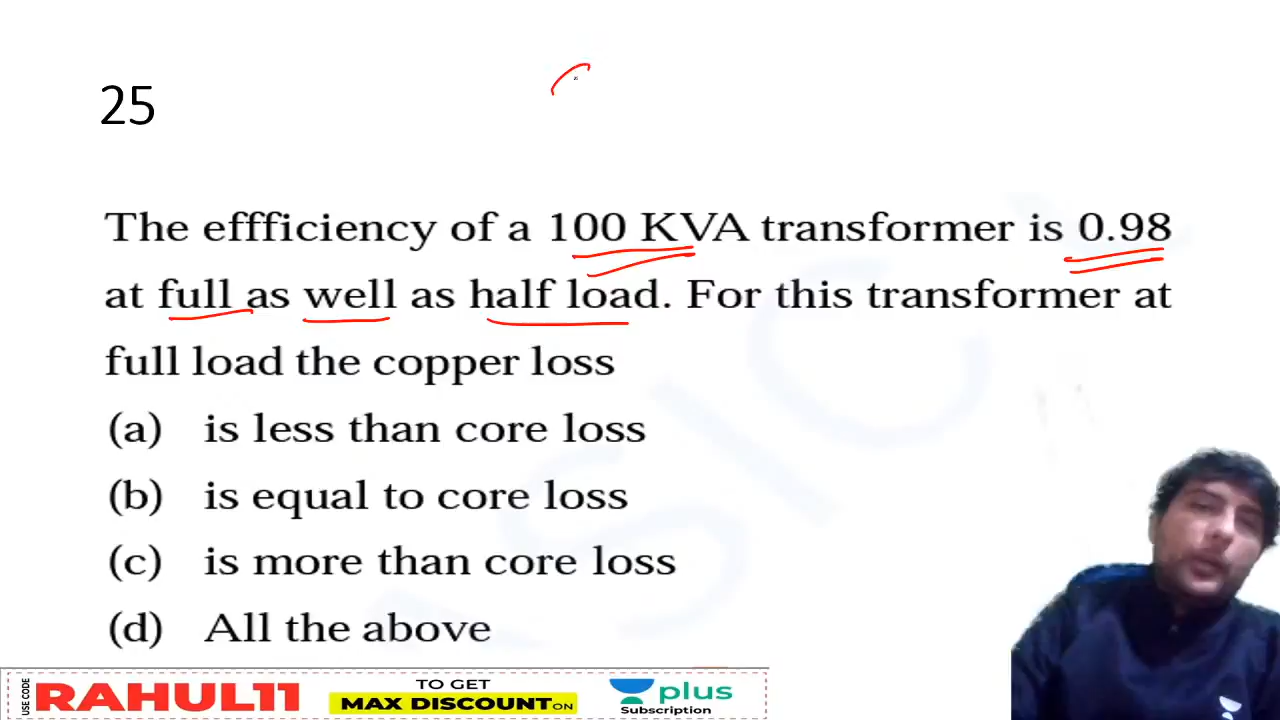 25
The effficiency of a 100 KVA transformer is 0.98
at full as well as half load. For this transformer at
full load the copper loss
(a) is less than core loss
(b) is equal to core loss
(c) is more than core loss
(d) All the above
USE CODE
RAHUL11
TO GET
MAX DISCOUNT ON
plus
Subscription